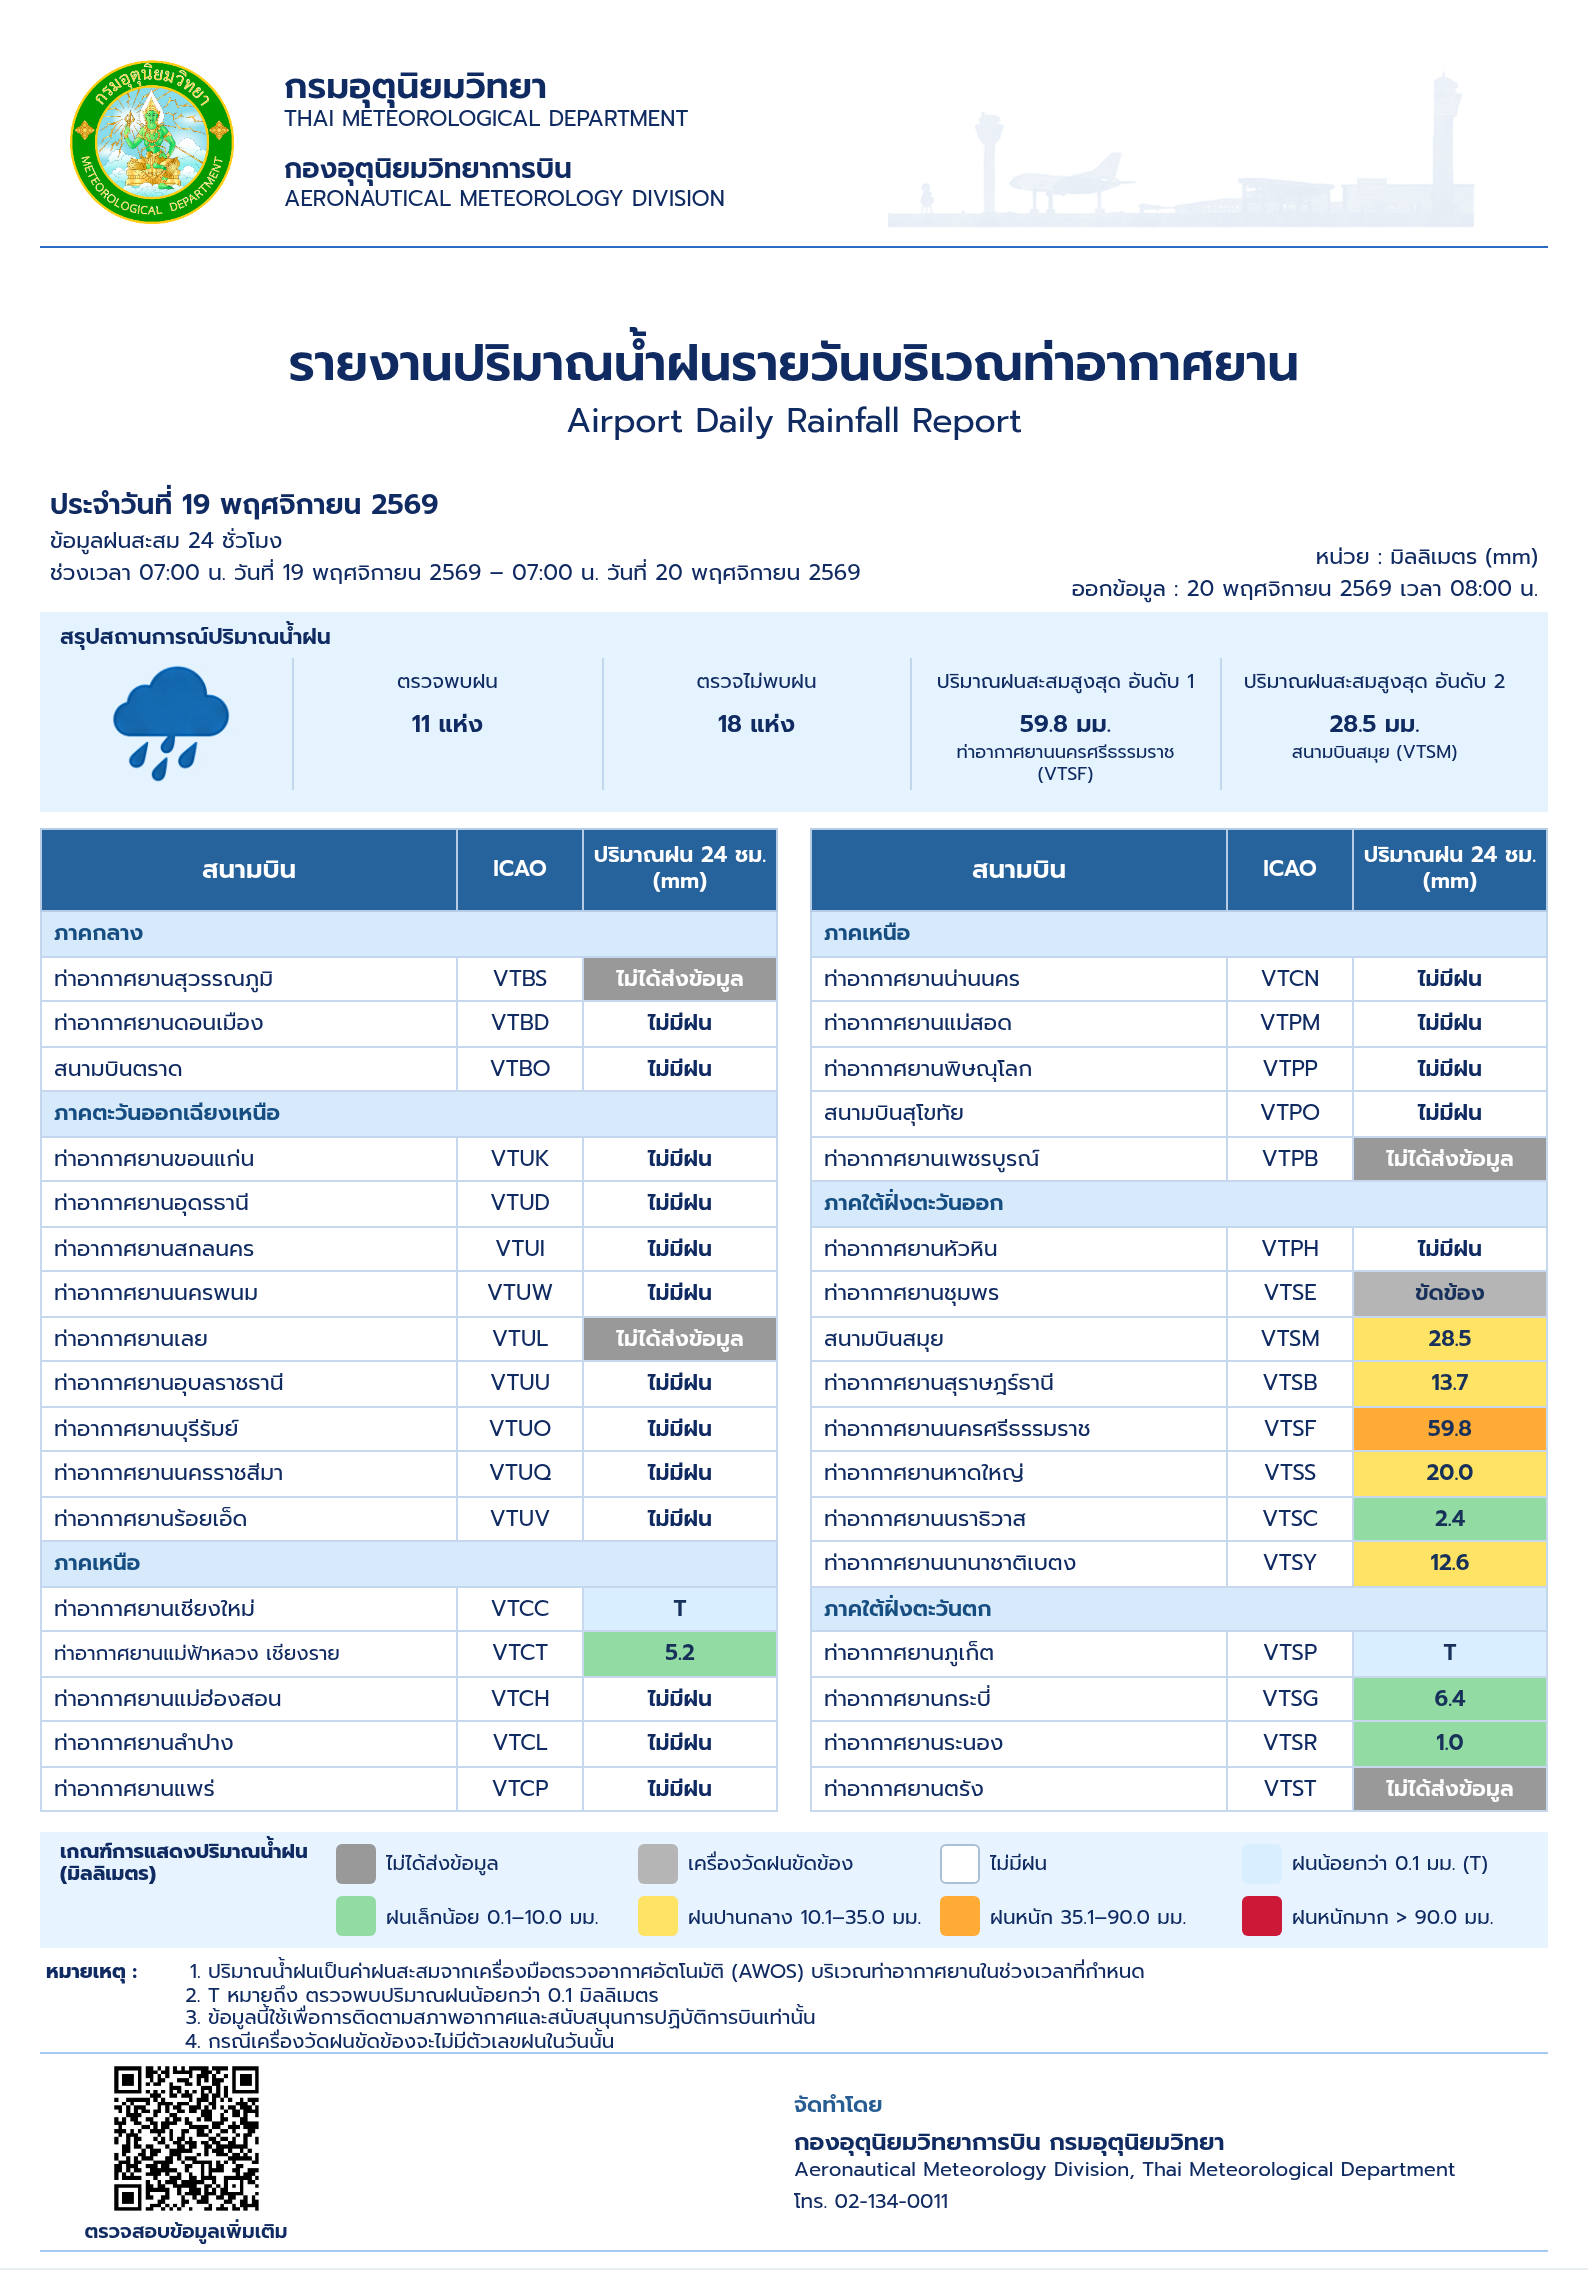 กรมอุตุนิยมวิทยา
METEOROLOGICAL DEPARTMENT
กรมอุตุนิยมวิทยา
THAI METEOROLOGICAL DEPARTMENT
กองอุตุนิยมวิทยาการบิน
AERONAUTICAL METEOROLOGY DIVISION
รายงานปริมาณน้ำฝนรายวันบริเวณท่าอากาศยาน
Airport Daily Rainfall Report
ประจำวันที่ 19 พฤศจิกายน 2569
ข้อมูลฝนสะสม 24 ชั่วโมง
ช่วงเวลา 07:00 น. วันที่ 19 พฤศจิกายน 2569 – 07:00 น. วันที่ 20 พฤศจิกายน 2569
หน่วย : มิลลิเมตร (mm)
ออกข้อมูล : 20 พฤศจิกายน 2569 เวลา 08:00 น.
สรุปสถานการณ์ปริมาณน้ำฝน
ตรวจพบฝน
11 แห่ง
ตรวจไม่พบฝน
18 แห่ง
ปริมาณฝนสะสมสูงสุด อันดับ 1
59.8 มม.
ท่าอากาศยานนครศรีธรรมราช
(VTSF)
ปริมาณฝนสะสมสูงสุด อันดับ 2
28.5 มม.
สนามบินสมุย (VTSM)
สนามบิน ICAO ปริมาณฝน 24 ชม. (mm)
ภาคกลาง
ท่าอากาศยานสุวรรณภูมิ VTBS ไม่ได้ส่งข้อมูล
ท่าอากาศยานดอนเมือง VTBD ไม่มีฝน
สนามบินตราด VTBO ไม่มีฝน
ภาคตะวันออกเฉียงเหนือ
ท่าอากาศยานขอนแก่น VTUK ไม่มีฝน
ท่าอากาศยานอุดรธานี VTUD ไม่มีฝน
ท่าอากาศยานสกลนคร VTUI ไม่มีฝน
ท่าอากาศยานนครพนม VTUW ไม่มีฝน
ท่าอากาศยานเลย VTUL ไม่ได้ส่งข้อมูล
ท่าอากาศยานอุบลราชธานี VTUU ไม่มีฝน
ท่าอากาศยานบุรีรัมย์ VTUO ไม่มีฝน
ท่าอากาศยานนครราชสีมา VTUQ ไม่มีฝน
ท่าอากาศยานร้อยเอ็ด VTUV ไม่มีฝน
ภาคเหนือ
ท่าอากาศยานเชียงใหม่ VTCC T
ท่าอากาศยานแม่ฟ้าหลวง เชียงราย VTCT 5.2
ท่าอากาศยานแม่ฮ่องสอน VTCH ไม่มีฝน
ท่าอากาศยานลำปาง VTCL ไม่มีฝน
ท่าอากาศยานแพร่ VTCP ไม่มีฝน
สนามบิน ICAO ปริมาณฝน 24 ชม. (mm)
ภาคเหนือ
ท่าอากาศยานน่านนคร VTCN ไม่มีฝน
ท่าอากาศยานแม่สอด VTPM ไม่มีฝน
ท่าอากาศยานพิษณุโลก VTPP ไม่มีฝน
สนามบินสุโขทัย VTPO ไม่มีฝน
ท่าอากาศยานเพชรบูรณ์ VTPB ไม่ได้ส่งข้อมูล
ภาคใต้ฝั่งตะวันออก
ท่าอากาศยานหัวหิน VTPH ไม่มีฝน
ท่าอากาศยานชุมพร VTSE ขัดข้อง
สนามบินสมุย VTSM 28.5
ท่าอากาศยานสุราษฎร์ธานี VTSB 13.7
ท่าอากาศยานนครศรีธรรมราช VTSF 59.8
ท่าอากาศยานหาดใหญ่ VTSS 20.0
ท่าอากาศยานนราธิวาส VTSC 2.4
ท่าอากาศยานนานาชาติเบตง VTSY 12.6
ภาคใต้ฝั่งตะวันตก
ท่าอากาศยานภูเก็ต VTSP T
ท่าอากาศยานกระบี่ VTSG 6.4
ท่าอากาศยานระนอง VTSR 1.0
ท่าอากาศยานตรัง VTST ไม่ได้ส่งข้อมูล
เกณฑ์การแสดงปริมาณน้ำฝน
(มิลลิเมตร)
ไม่ได้ส่งข้อมูล เครื่องวัดฝนขัดข้อง ไม่มีฝน ฝนน้อยกว่า 0.1 มม. (T)
ฝนเล็กน้อย 0.1–10.0 มม. ฝนปานกลาง 10.1–35.0 มม. ฝนหนัก 35.1–90.0 มม. ฝนหนักมาก > 90.0 มม.
หมายเหตุ : 1. ปริมาณน้ำฝนเป็นค่าฝนสะสมจากเครื่องมือตรวจอากาศอัตโนมัติ (AWOS) บริเวณท่าอากาศยานในช่วงเวลาที่กำหนด
2. T หมายถึง ตรวจพบปริมาณฝนน้อยกว่า 0.1 มิลลิเมตร
3. ข้อมูลนี้ใช้เพื่อการติดตามสภาพอากาศและสนับสนุนการปฏิบัติการบินเท่านั้น
4. กรณีเครื่องวัดฝนขัดข้องจะไม่มีตัวเลขฝนในวันนั้น
ตรวจสอบข้อมูลเพิ่มเติม
จัดทำโดย
กองอุตุนิยมวิทยาการบิน กรมอุตุนิยมวิทยา
Aeronautical Meteorology Division, Thai Meteorological Department
โทร. 02-134-0011